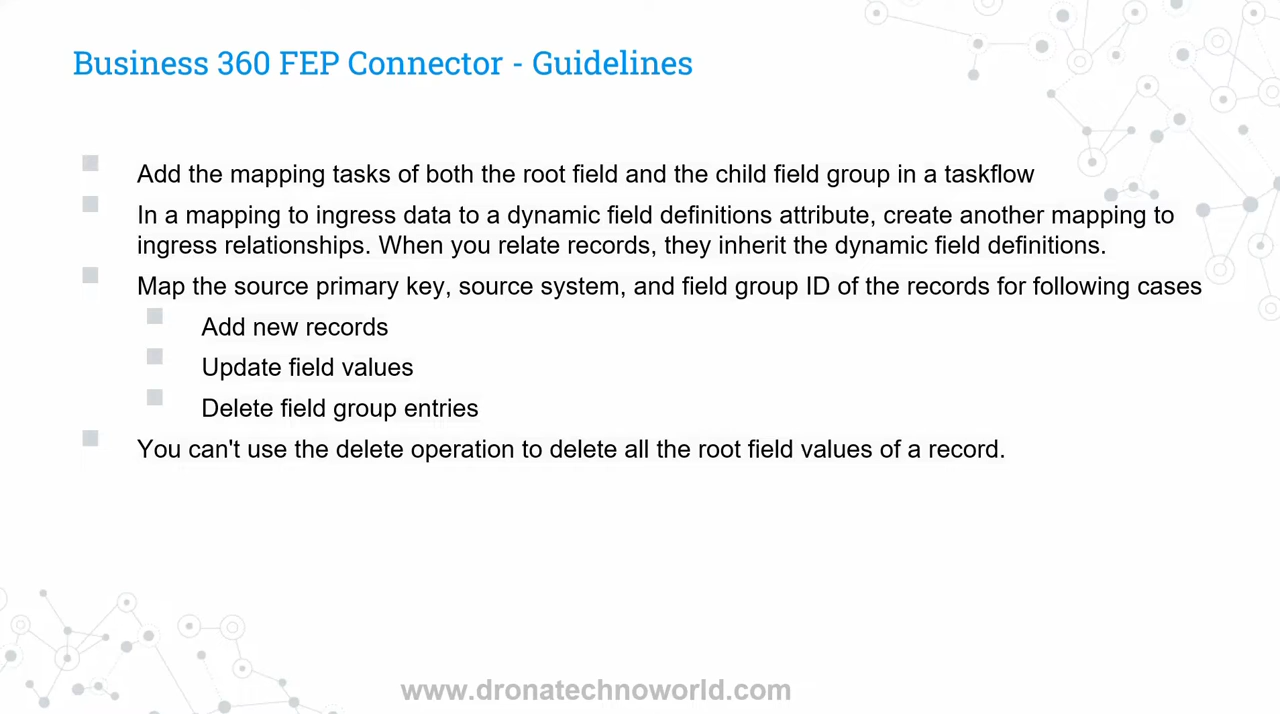 Business 360 FEP Connector - Guidelines
Add the mapping tasks of both the root field and the child field group in a taskflow
In a mapping to ingress data to a dynamic field definitions attribute, create another mapping to
ingress relationships. When you relate records, they inherit the dynamic field definitions.
Map the source primary key, source system, and field group ID of the records for following cases
Add new records
Update field values
Delete field group entries
You can't use the delete operation to delete all the root field values of a record.
www.dronatechnoworld.com